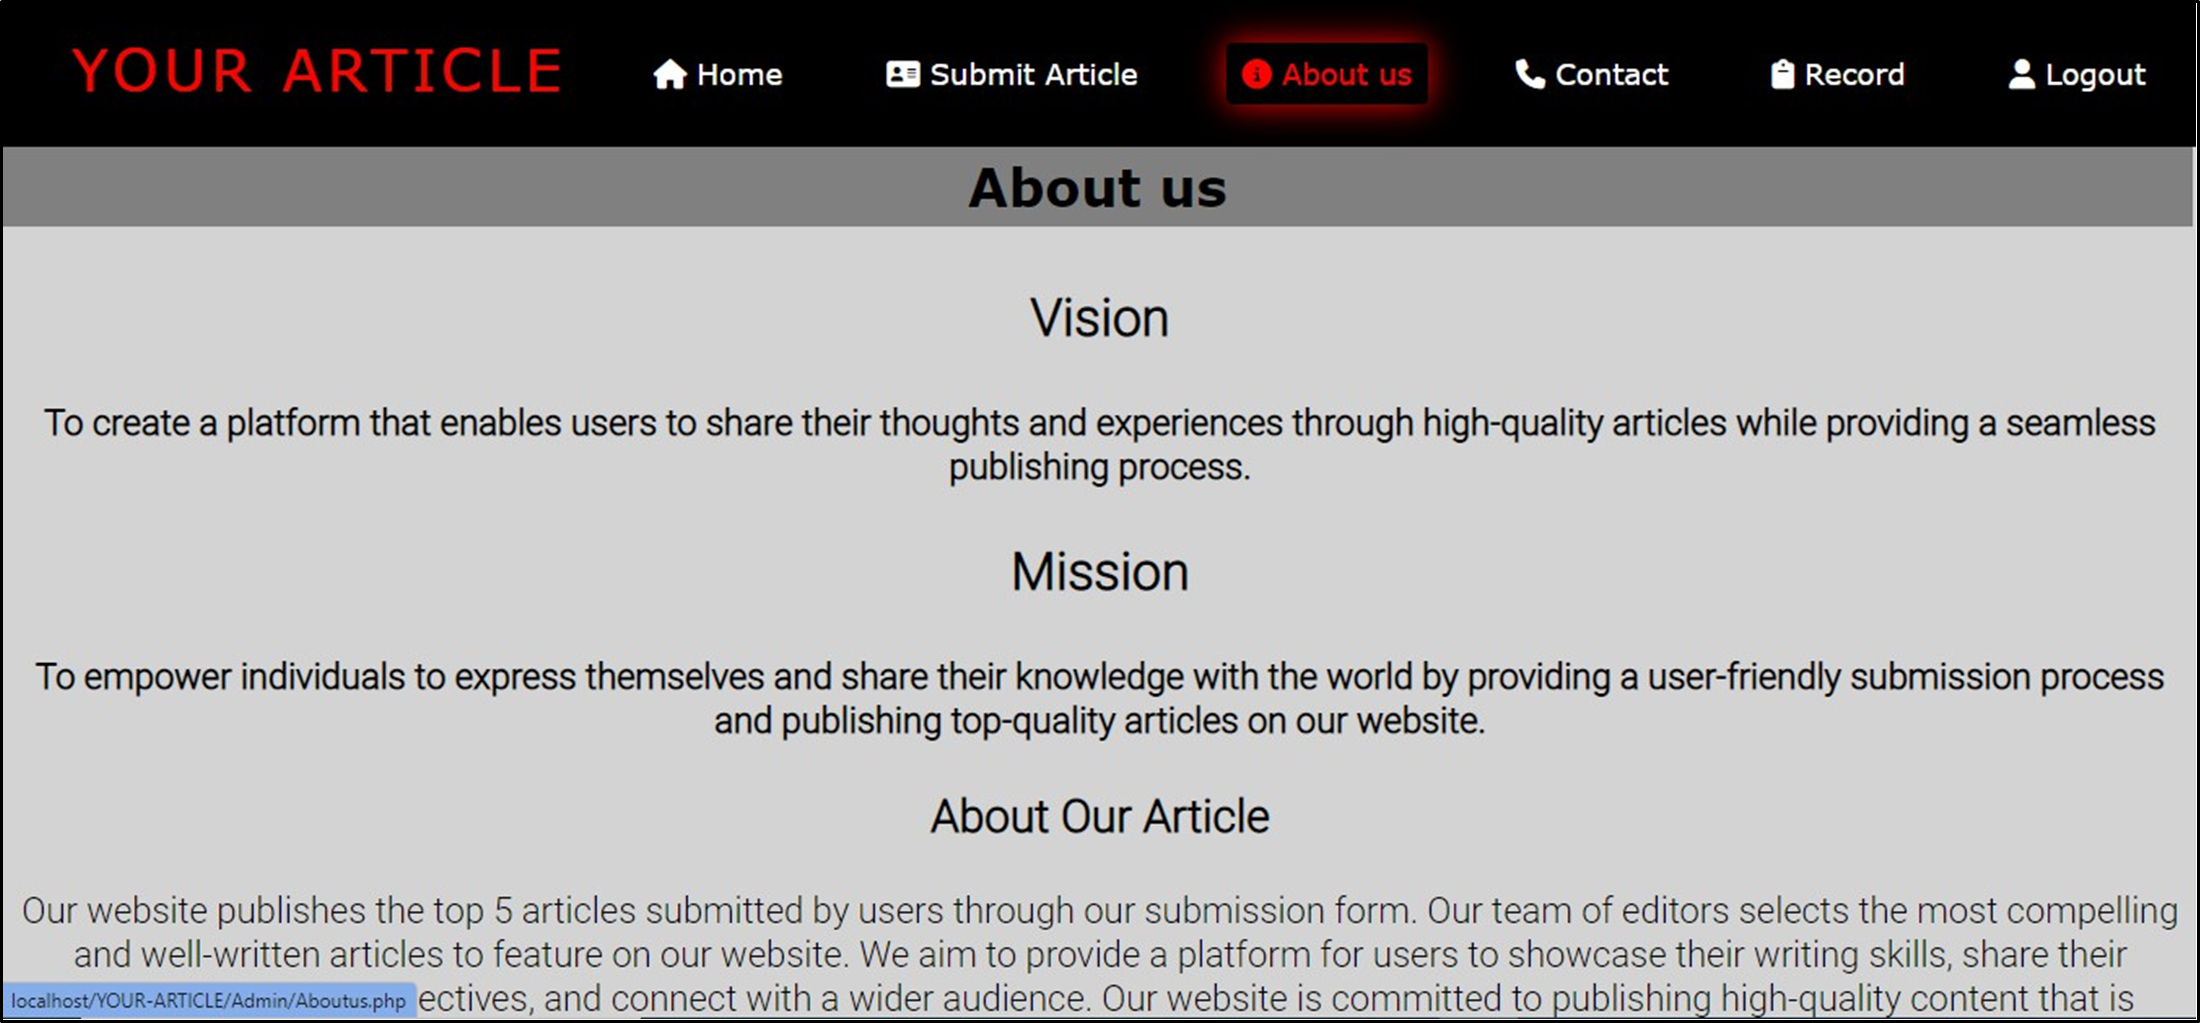 YOUR ARTICLE Home Submit Article About us Contact Record Logout
About us
Vision
To create a platform that enables users to share their thoughts and experiences through high-quality articles while providing a seamless
publishing process.
Mission
To empower individuals to express themselves and share their knowledge with the world by providing a user-friendly submission process
and publishing top-quality articles on our website.
About Our Article
Our website publishes the top 5 articles submitted by users through our submission form. Our team of editors selects the most compelling
and well-written articles to feature on our website. We aim to provide a platform for users to showcase their writing skills, share their
localhost/YOUR-ARTICLE/Admin/Aboutus.php ectives, and connect with a wider audience. Our website is committed to publishing high-quality content that is